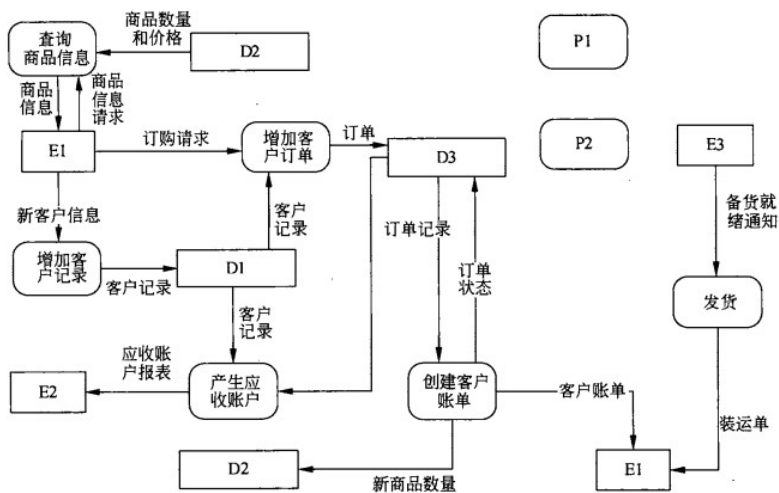 查询
商品信息
商品数量
和价格
D2
P1
商品
信息
商品
信息
请求
E1
订购请求
增加客
户订单
订单
D3
P2
E3
新客户信息
客户
记录
订单记录
订单
状态
备货就
绪通知
增加客
户记录
客户记录
D1
发货
客户
记录
应收账
户报表
E2
产生应
收账户
创建客户
账单
客户账单
装运单
D2
新商品数量
E1